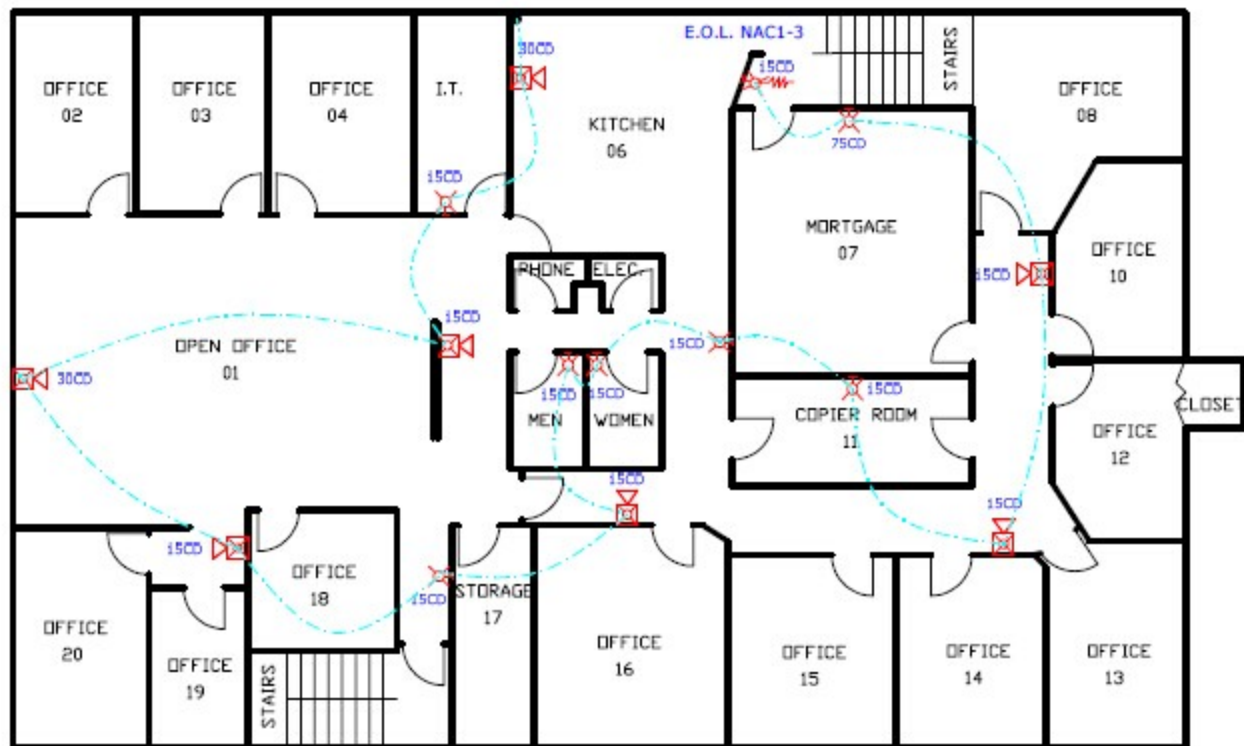 E.O.L. NAC1-3
30CD
15CD
STAIRS
OFFICE
02
OFFICE
03
OFFICE
04
I.T.
OFFICE
08
KITCHEN
06
75CD
15CD
MORTGAGE
07
OFFICE
10
PHONE
ELEC.
15CD
15CD
OPEN OFFICE
01
15CD
30CD
15CD
15CD
15CD
COPIER ROOM
11
CLOSET
MEN
WOMEN
OFFICE
12
15CD
15CD
15CD
OFFICE
18
15CD
STORAGE
17
OFFICE
20
OFFICE
19
OFFICE
16
OFFICE
15
OFFICE
14
OFFICE
13
STAIRS